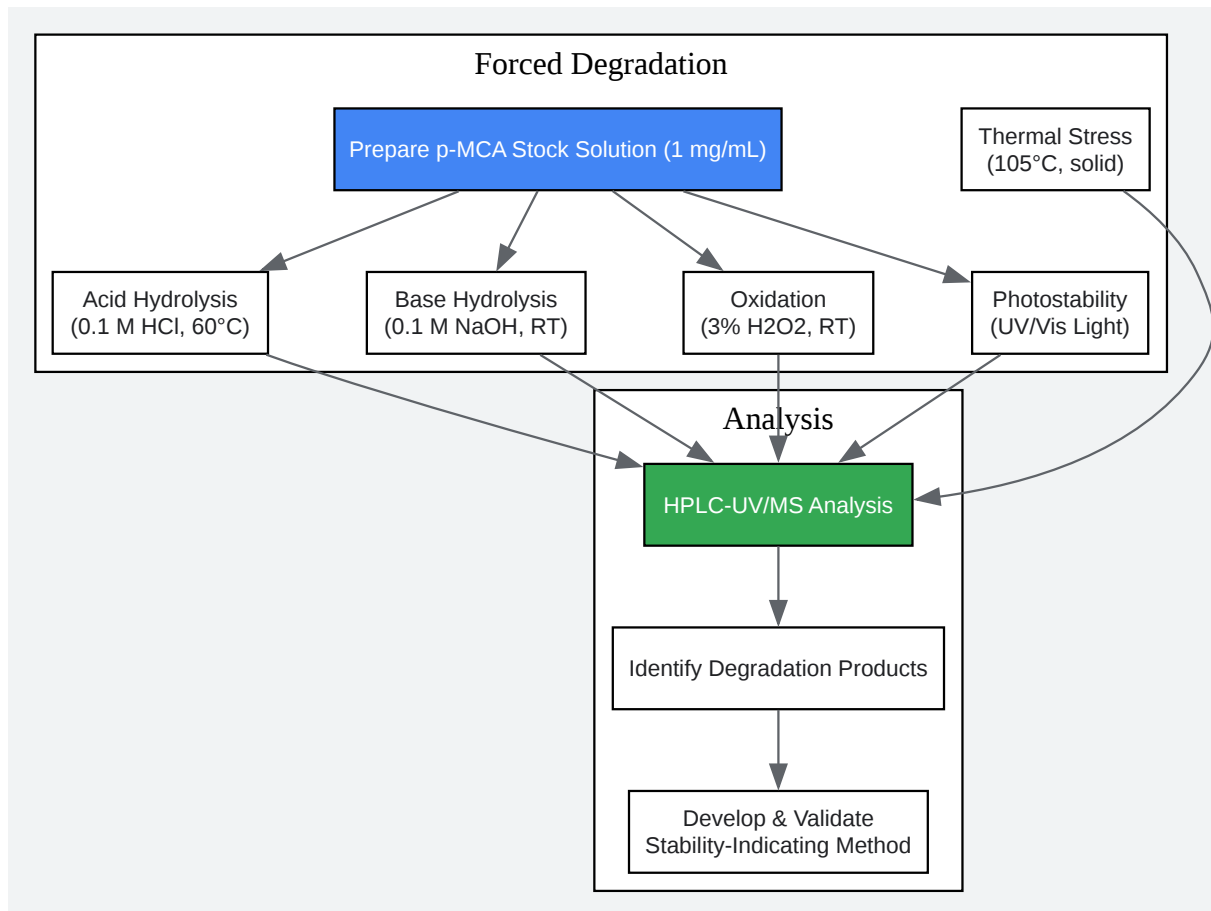 Forced Degradation
Prepare p-MCA Stock Solution (1 mg/mL)
Thermal Stress
(105°C, solid)
Acid Hydrolysis
(0.1 M HCl, 60°C)
Base Hydrolysis
(0.1 M NaOH, RT)
Oxidation
(3% H2O2, RT)
Photostability
(UV/Vis Light)
Analysis
HPLC-UV/MS Analysis
Identify Degradation Products
Develop & Validate
Stability-Indicating Method